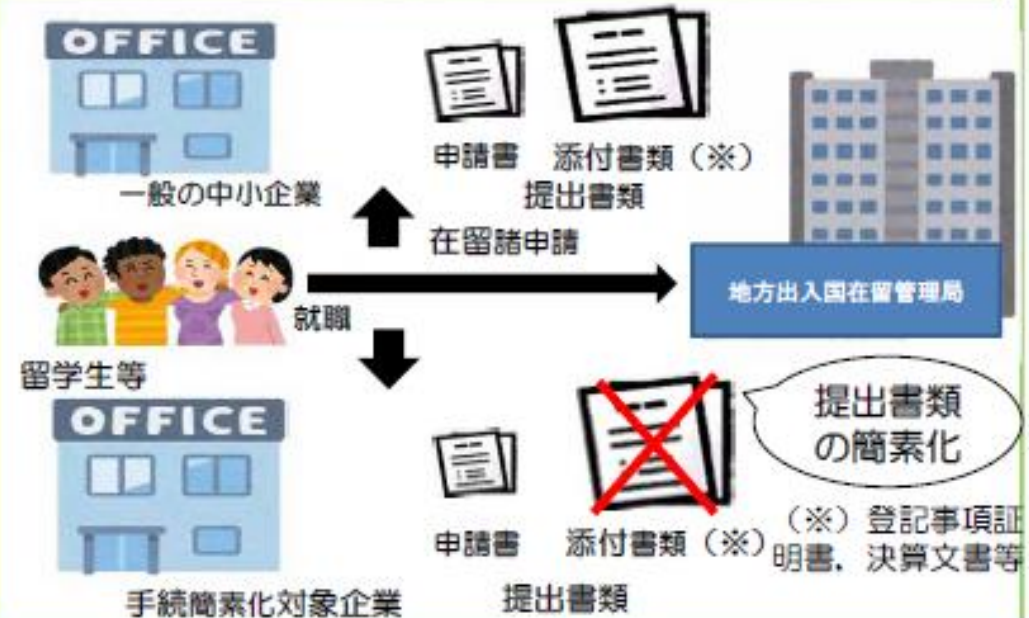 OFFICE
一般の中小企業
申請書 添付書類（※）
提出書類
在留諸申請
地方出入国在留管理局
就職
留学生等
OFFICE
手続簡素化対象企業
申請書 添付書類（※）
提出書類
提出書類
の簡素化
（※）登記事項証
明書，決算文書等